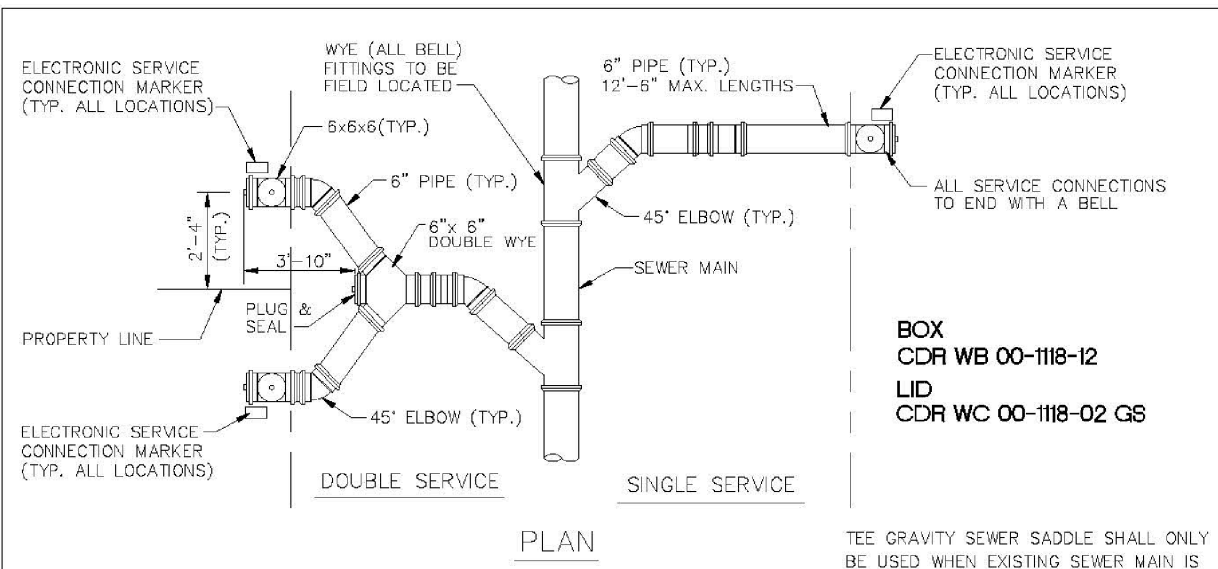 ELECTRONIC SERVICE
CONNECTION MARKER
(TYP. ALL LOCATIONS)
WYE (ALL BELL)
FITTINGS TO BE
FIELD LOCATED
6" PIPE (TYP.)
12'-6" MAX. LENGTHS
ELECTRONIC SERVICE
CONNECTION MARKER
(TYP. ALL LOCATIONS)
6x6x6(TYP.)
6" PIPE (TYP.)
ALL SERVICE CONNECTIONS
TO END WITH A BELL
45° ELBOW (TYP.)
2'-4"
(TYP.)
6"x 6"
DOUBLE WYE
3'-10"
SEWER MAIN
PLUG &
SEAL
PROPERTY LINE
BOX
CDR WB 00-1118-12
LID
CDR WC 00-1118-02 GS
45° ELBOW (TYP.)
ELECTRONIC SERVICE
CONNECTION MARKER
(TYP. ALL LOCATIONS)
DOUBLE SERVICE
SINGLE SERVICE
PLAN
TEE GRAVITY SEWER SADDLE SHALL ONLY
BE USED WHEN EXISTING SEWER MAIN IS